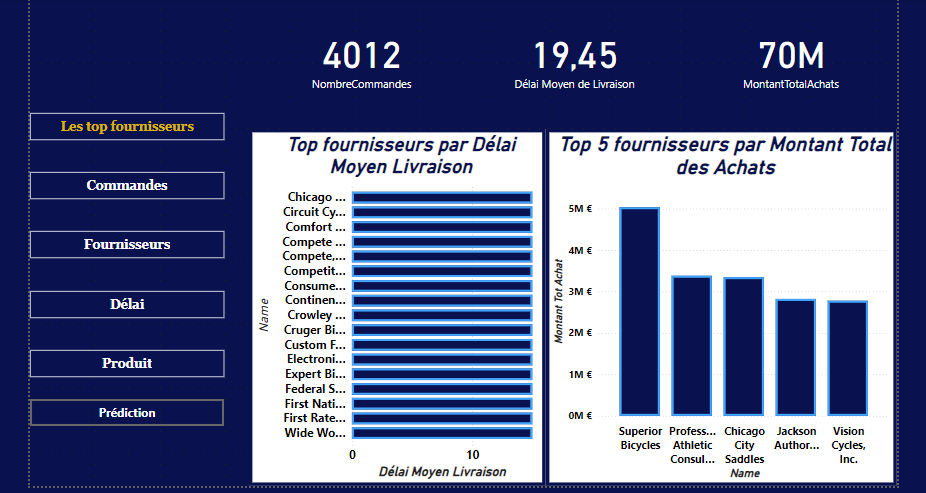 4012
NombreCommandes
19,45
Délai Moyen de Livraison
70M
MontantTotalAchats
Les top fournisseurs
Commandes
Fournisseurs
Délai
Produit
Prédiction
Top fournisseurs par Délai
Moyen Livraison
Name
Chicago ...
Circuit Cy...
Comfort ...
Compete ...
Compete,...
Competit...
Consume...
Continen...
Crowley ...
Cruger Bi...
Custom F...
Electroni...
Expert Bi...
Federal S...
First Nati...
First Rate...
Wide Wo...
0 10
Délai Moyen Livraison
Top 5 fournisseurs par Montant Total
des Achats
Montant Tot Achat
5M €
4M €
3M €
2M €
1M €
0M €
Superior Profess... Chicago Jackson Vision
Bicycles Athletic City Author... Cycles,
Consul... Saddles Inc.
Name